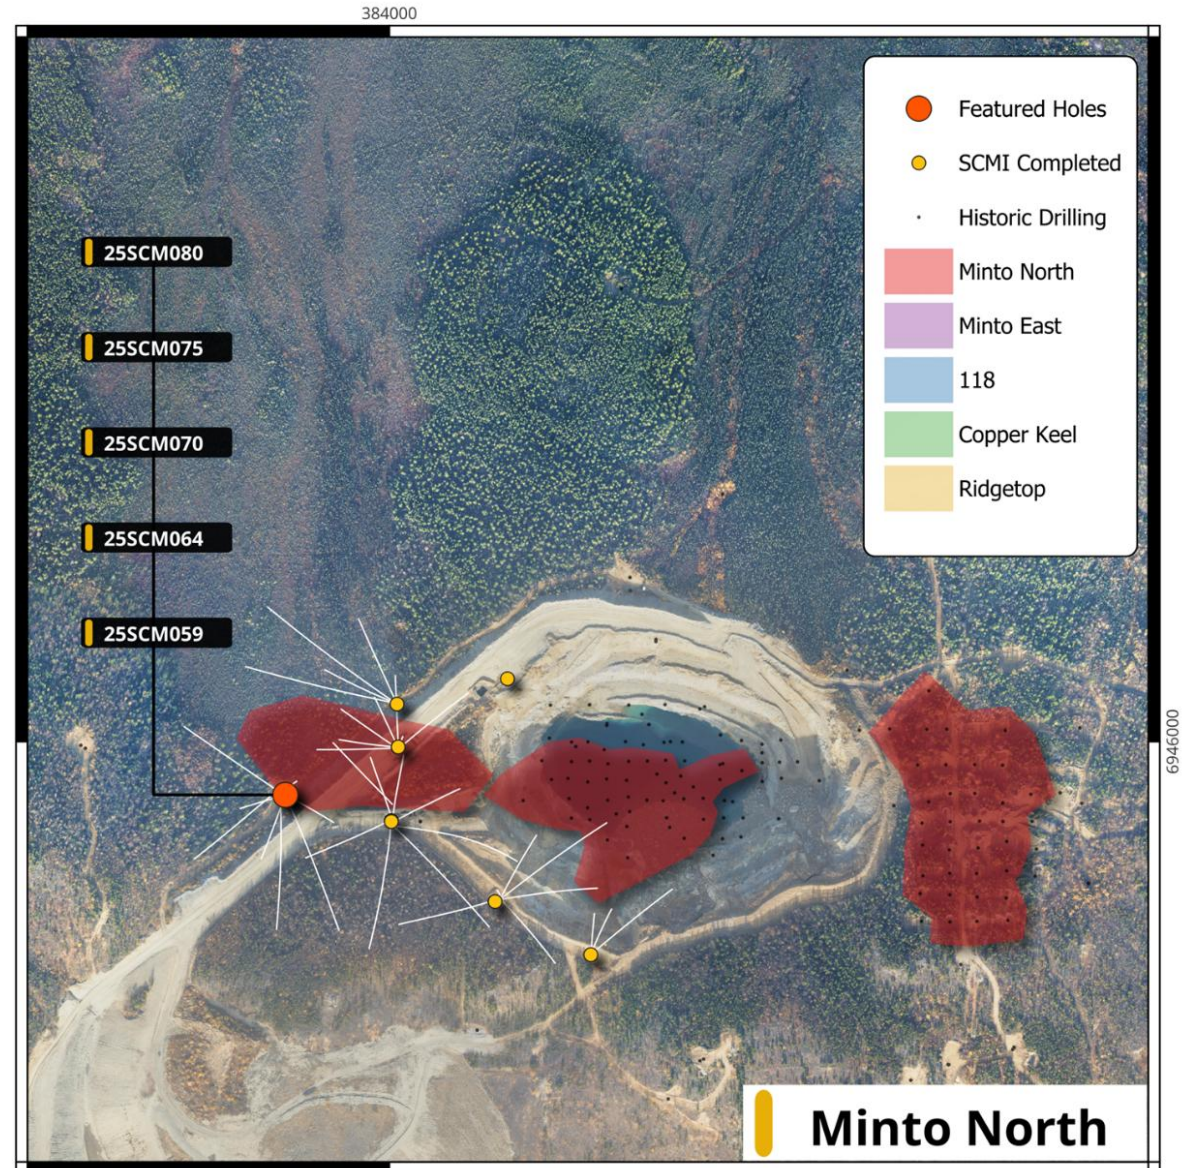 384000
Featured Holes
SCMI Completed
Historic Drilling
Minto North
Minto East
118
Copper Keel
Ridgetop
25SCM080
25SCM075
25SCM070
25SCM064
25SCM059
6946000
Minto North